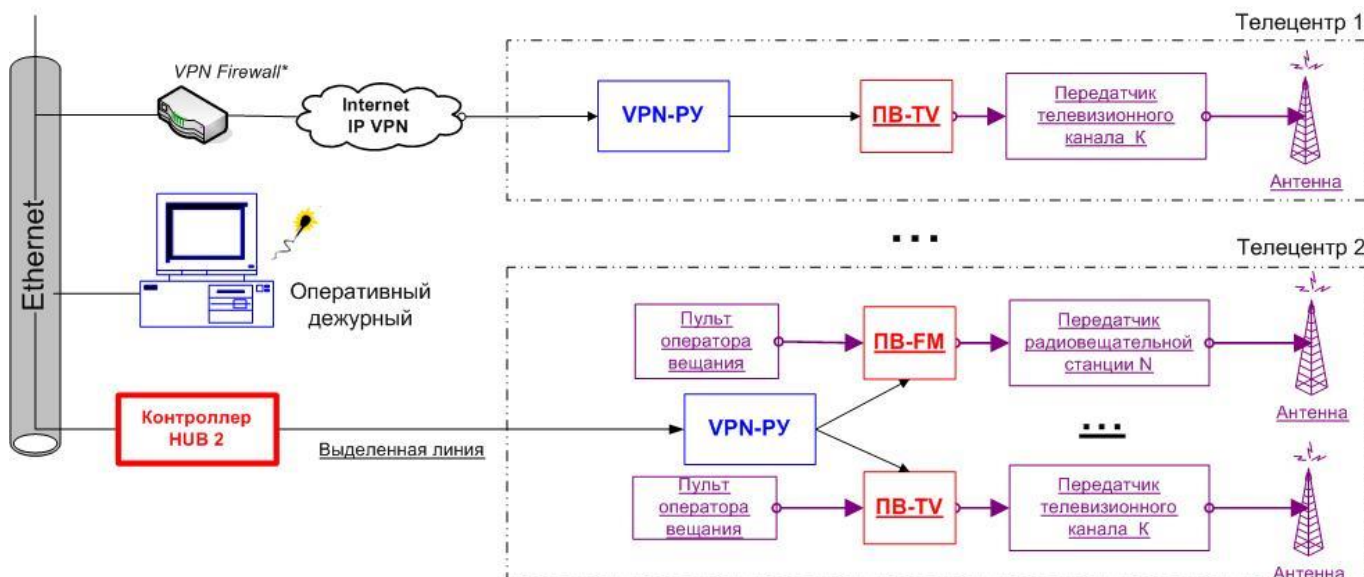 Телецентр 1
VPN Firewall*
Internet
IP VPN
VPN-РУ
ПВ-TV
Передатчик
телевизионного
канала K
Антенна
...
Ethernet
Оперативный
дежурный
Телецентр 2
Пульт
оператора
вещания
ПВ-FM
Передатчик
радиовещательной
станции N
Антенна
Контроллер
HUB 2
Выделенная линия
VPN-РУ
...
Пульт
оператора
вещания
ПВ-TV
Передатчик
телевизионного
канала K
Антенна